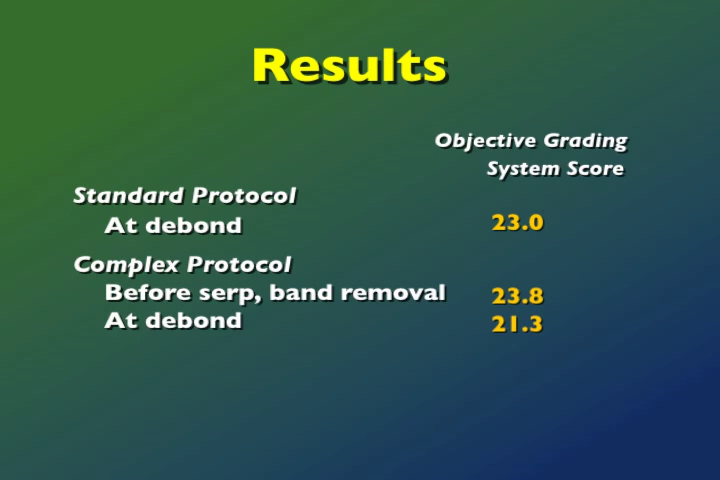 Results
Objective Grading
System Score
Standard Protocol
At debond 23.0
Complex Protocol
Before serp, band removal 23.8
At debond 21.3